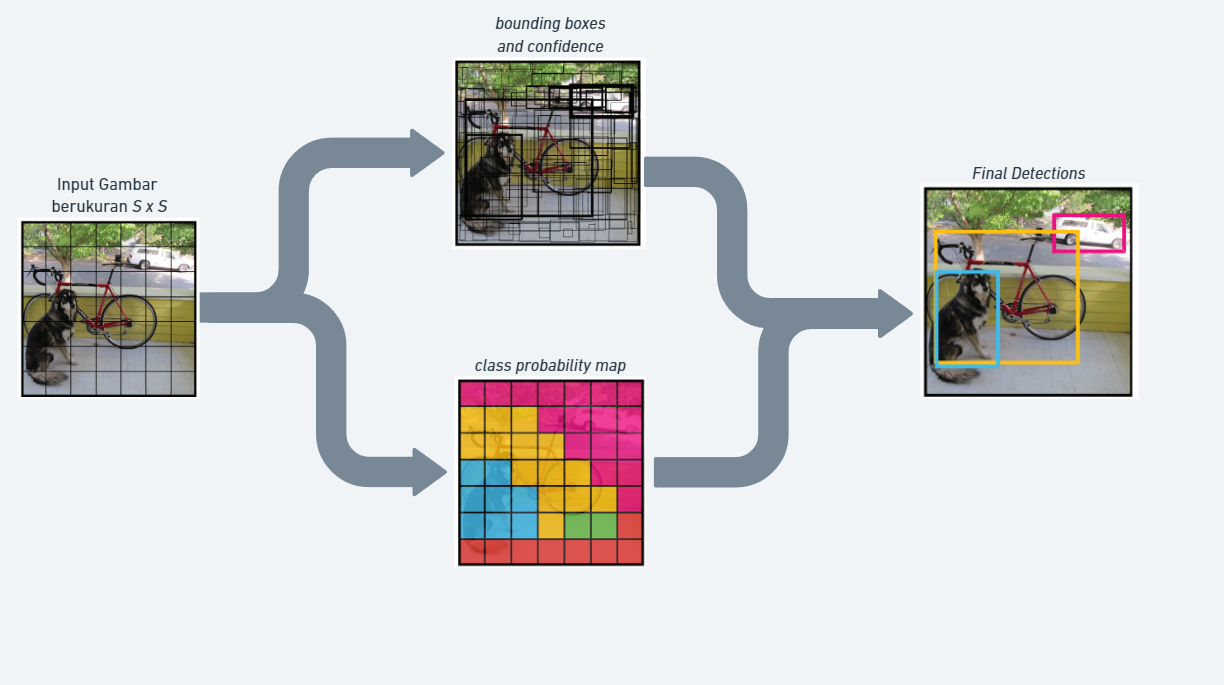 bounding boxes
and confidence
Input Gambar
berukuran S x S
Final Detections
class probability map